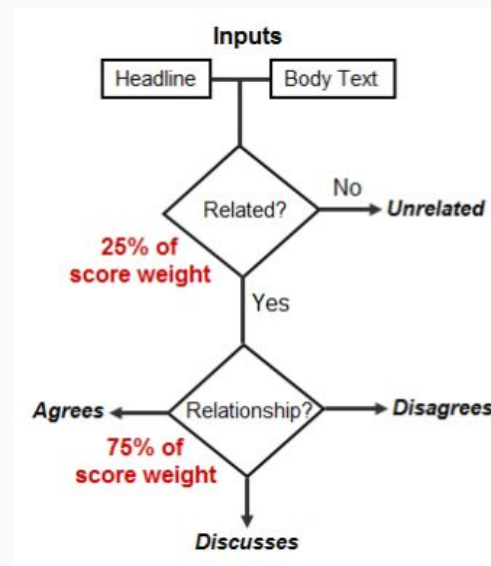 Inputs
Headline
Body Text
Related?
No
Unrelated
25% of
score weight
Yes
Agrees
Relationship?
Disagrees
75% of
score weight
Discusses